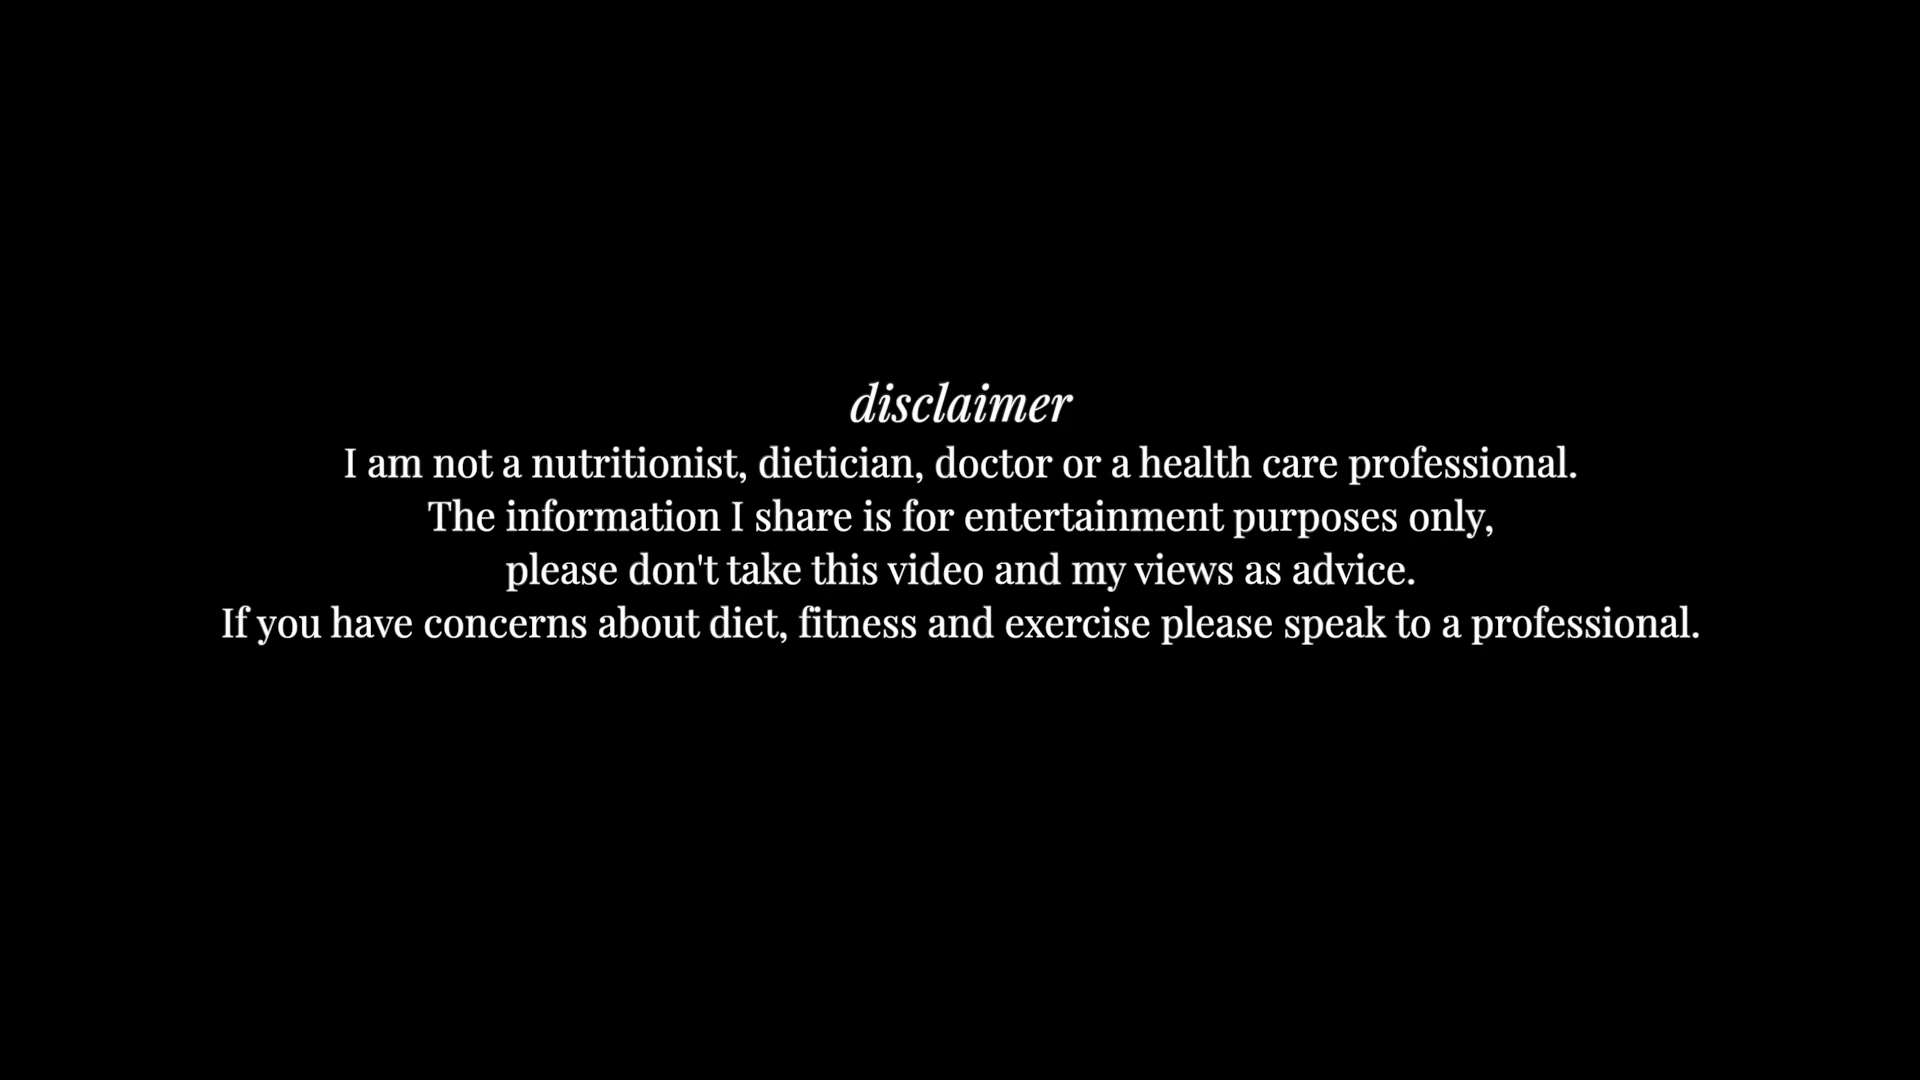 disclaimer
I am not a nutritionist, dietician, doctor or a health care professional.
The information I share is for entertainment purposes only,
please don't take this video and my views as advice.
If you have concerns about diet, fitness and exercise please speak to a professional.